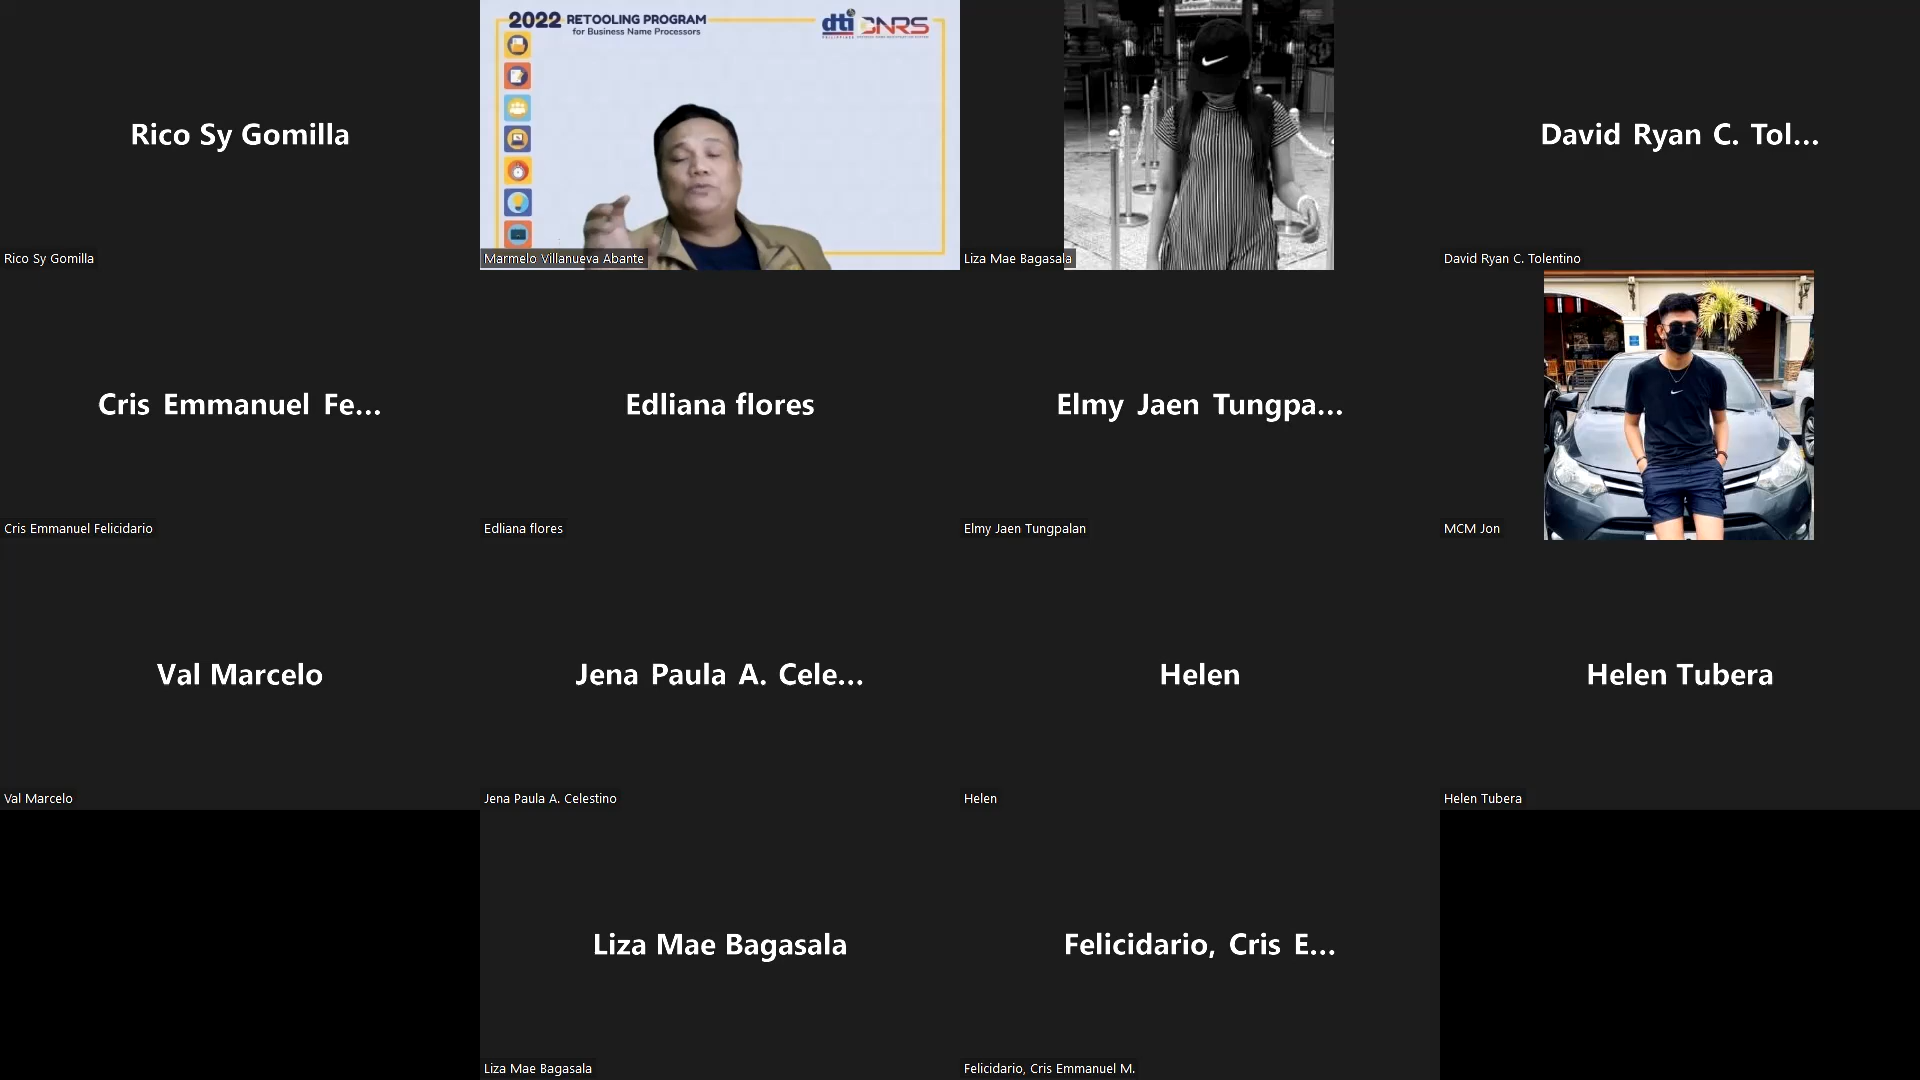 2022 RETOOLING PROGRAM
for Business Name Processors
dti BNRS
PHILIPPINES
Rico Sy Gomilla
David Ryan C. Tol...
Rico Sy Gomilla
Marmelo Villanueva Abante
Liza Mae Bagasala
David Ryan C. Tolentino
Cris Emmanuel Fe...
Edliana flores
Elmy Jaen Tungpa...
Cris Emmanuel Felicidario
Edliana flores
Elmy Jaen Tungpalan
MCM Jon
Val Marcelo
Jena Paula A. Cele...
Helen
Helen Tubera
Val Marcelo
Jena Paula A. Celestino
Helen
Helen Tubera
Liza Mae Bagasala
Felicidario, Cris E...
Liza Mae Bagasala
Felicidario, Cris Emmanuel M.